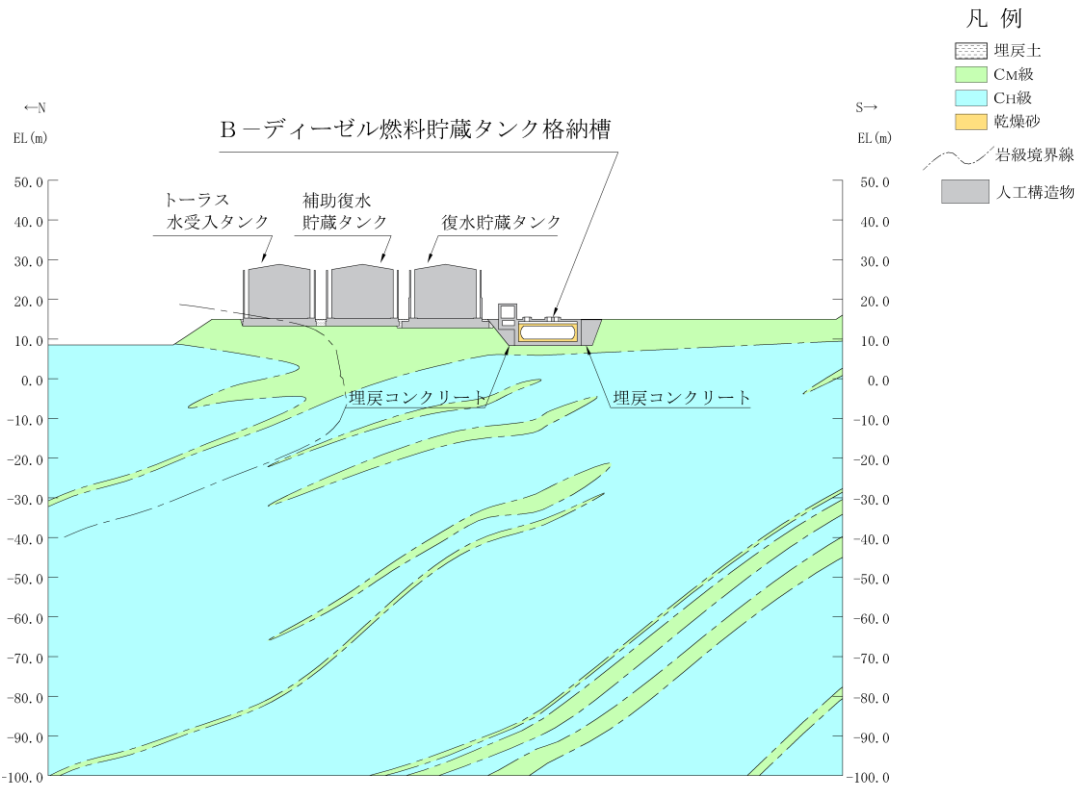 凡 例
埋戻土
CM級
CH級
乾燥砂
岩級境界線
人工構造物
←N
S→
EL(m)
EL(m)
B－ディーゼル燃料貯蔵タンク格納槽
トーラス
水受入タンク
補助復水
貯蔵タンク
復水貯蔵タンク
埋戻コンクリート
埋戻コンクリート
50.0
40.0
30.0
20.0
10.0
0.0
-10.0
-20.0
-30.0
-40.0
-50.0
-60.0
-70.0
-80.0
-90.0
-100.0
50.0
40.0
30.0
20.0
10.0
0.0
-10.0
-20.0
-30.0
-40.0
-50.0
-60.0
-70.0
-80.0
-90.0
-100.0